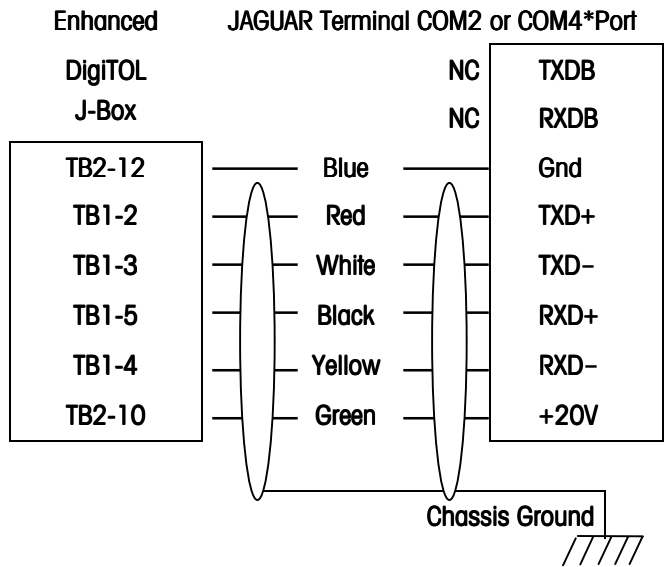 Enhanced JAGUAR Terminal COM2 or COM4*Port
DigiTOL NC TXDB
J-Box NC RXDB
TB2-12 Blue Gnd
TB1-2 Red TXD+
TB1-3 White TXD–
TB1-5 Black RXD+
TB1-4 Yellow RXD–
TB2-10 Green +20V
Chassis Ground